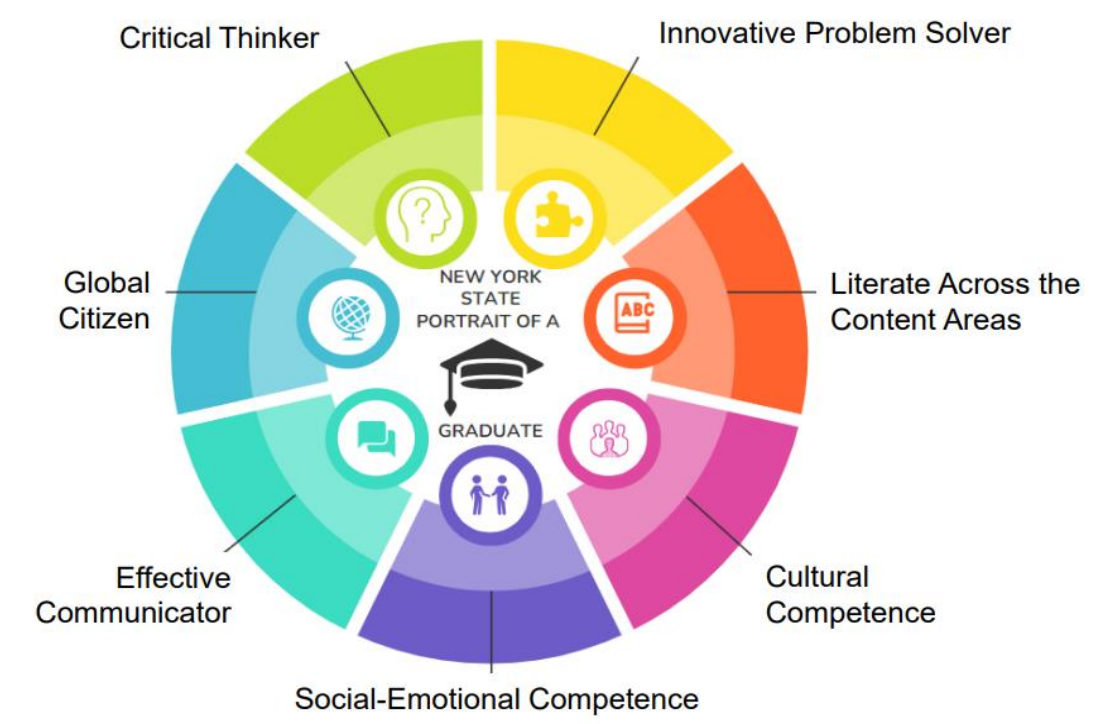 Critical Thinker
Innovative Problem Solver
Global
Citizen
NEW YORK
STATE
PORTRAIT OF A
GRADUATE
ABC
Literate Across the
Content Areas
Effective
Communicator
Cultural
Competence
Social-Emotional Competence